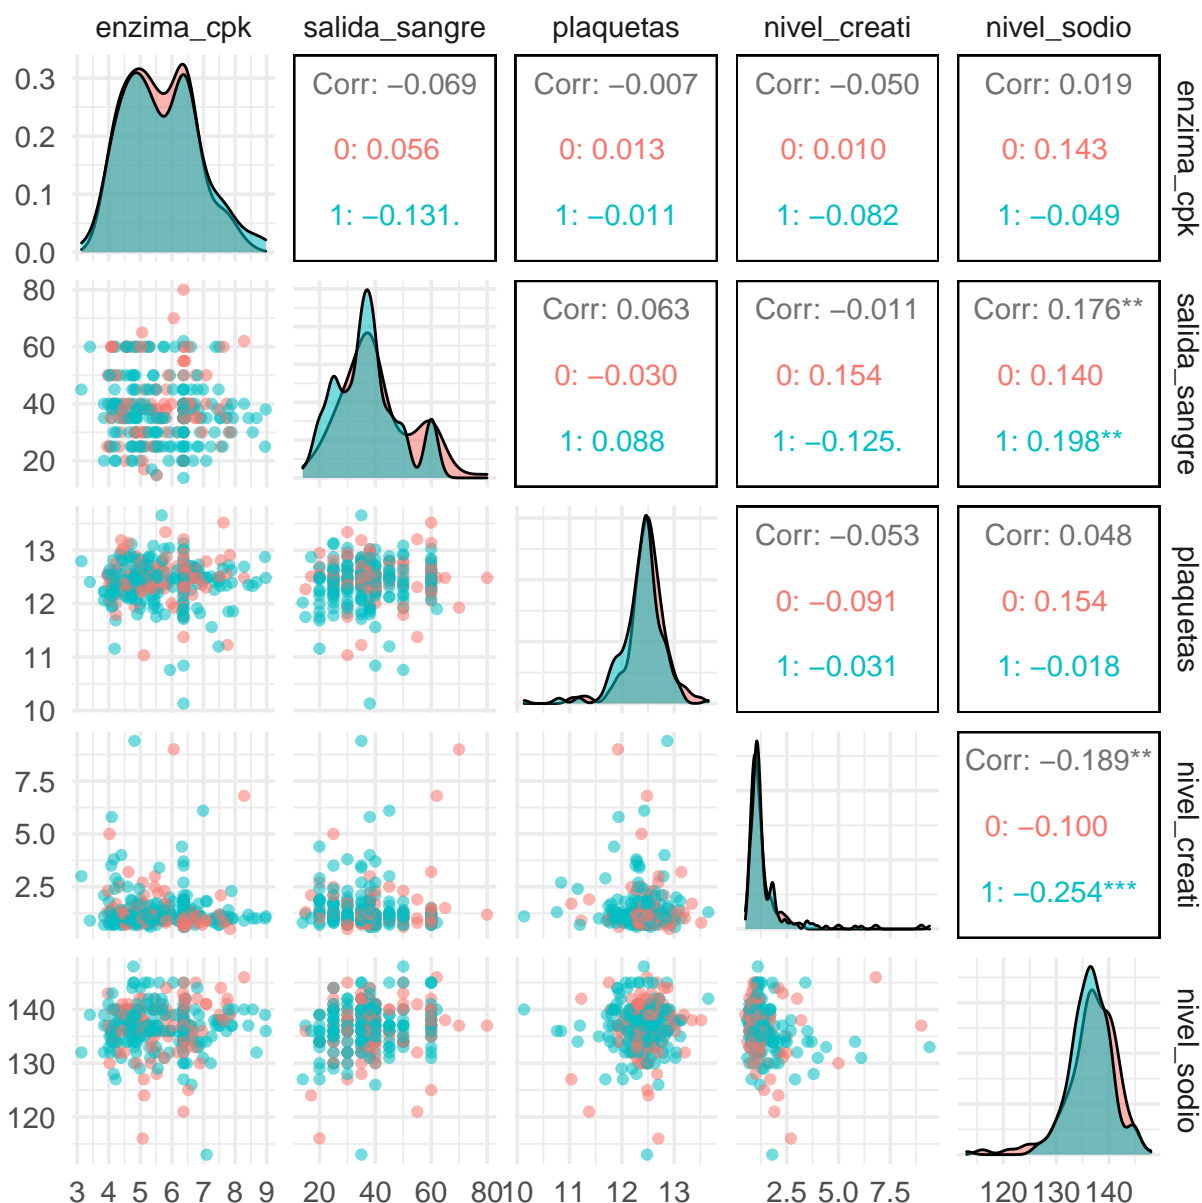 enzima_cpk salida_sangre plaquetas nivel_creati nivel_sodio
0.3
0.2
0.1
0.0
Corr: −0.069
0: 0.056
1: −0.131.
Corr: −0.007
0: 0.013
1: −0.011
Corr: −0.050
0: 0.010
1: −0.082
Corr: 0.019
0: 0.143
1: −0.049
enzima_cpk
80
60
40
20
Corr: 0.063
0: −0.030
1: 0.088
Corr: −0.011
0: 0.154
1: −0.125.
Corr: 0.176**
0: 0.140
1: 0.198**
salida_sangre
13
12
11
10
Corr: −0.053
0: −0.091
1: −0.031
Corr: 0.048
0: 0.154
1: −0.018
plaquetas
7.5
5.0
2.5
Corr: −0.189**
0: −0.100
1: −0.254***
nivel_creati
140
130
120
nivel_sodio
3 4 5 6 7 8 9 20 40 60 80 10 11 12 13 2.5 5.0 7.5 120 130 140